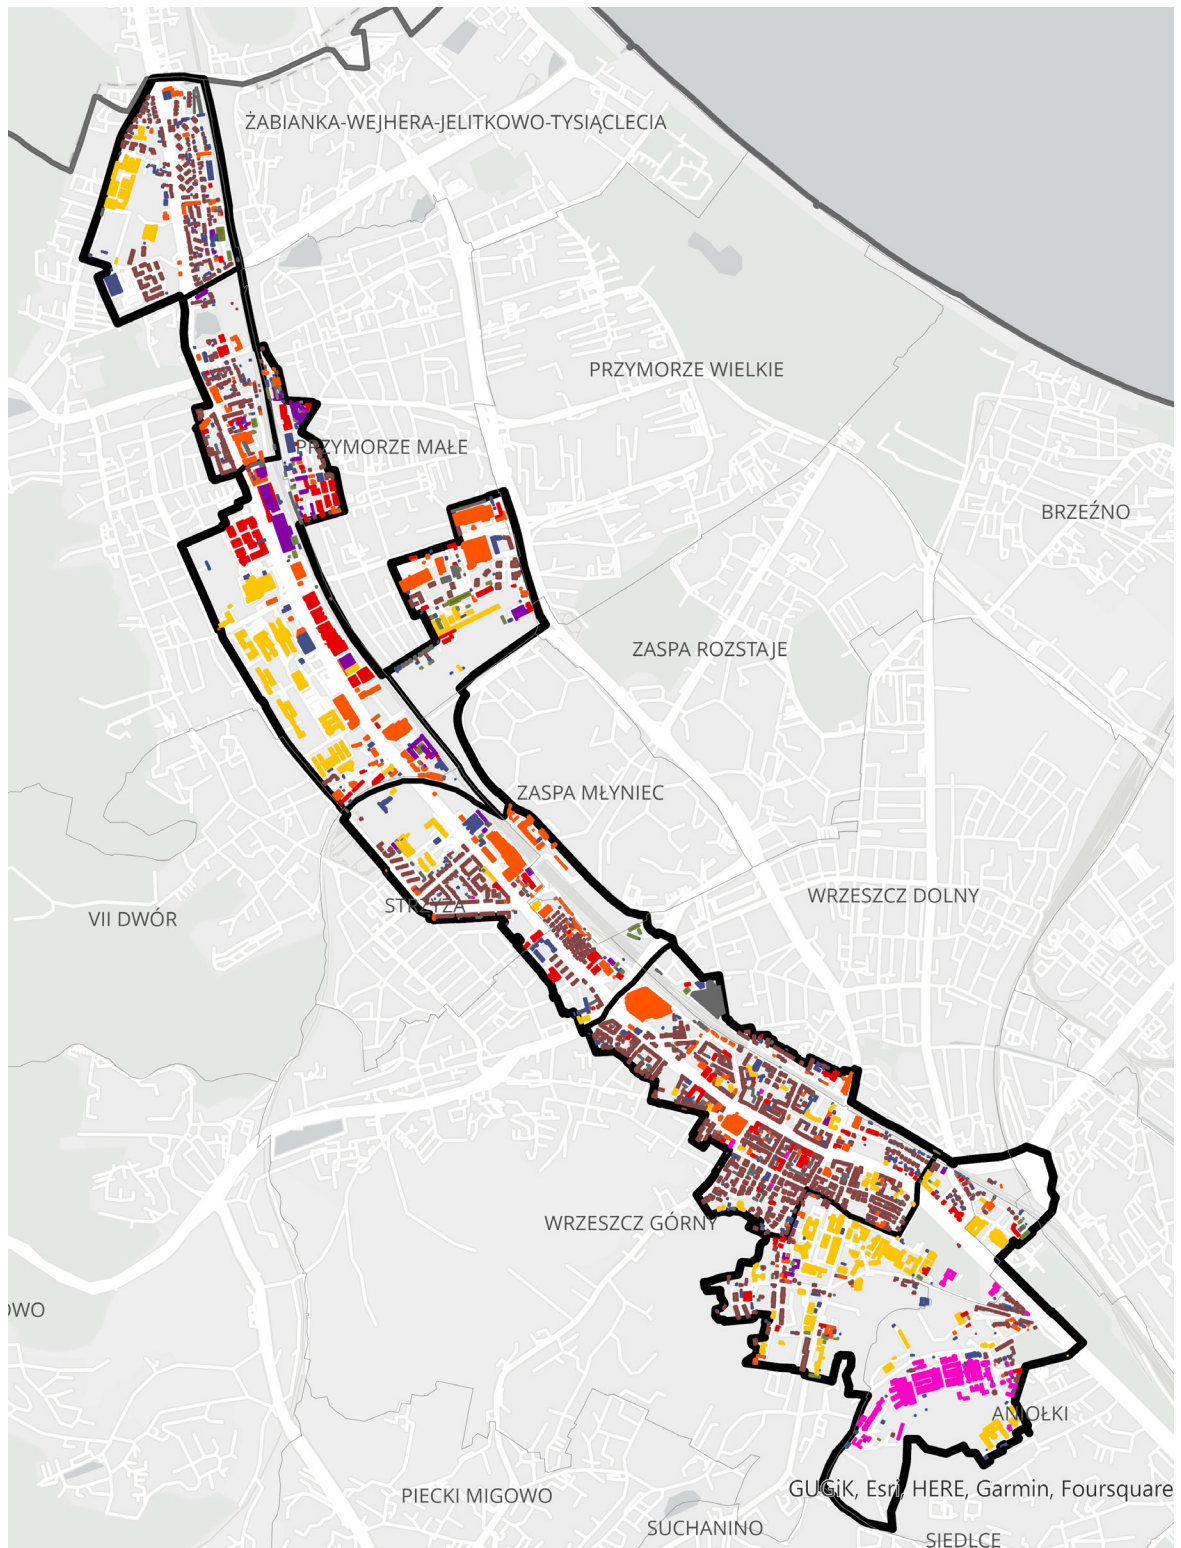 ŻABIANKA-WEJHERA-JELITKOWO-TYSIĄCLECIA
PRZYMORZE WIELKIE
PRZYMORZE MAŁE
BRZEŹNO
ZASPA ROZSTAJE
ZASPA MŁYNIEC
WRZESZCZ DOLNY
STRZYŻA
VII DWÓR
WRZESZCZ GÓRNY
OWO
ANIOŁKI
GUGiK, Esri, HERE, Garmin, Foursquare
PIECKI MIGOWO
SUCHANINO
SIEDLCE